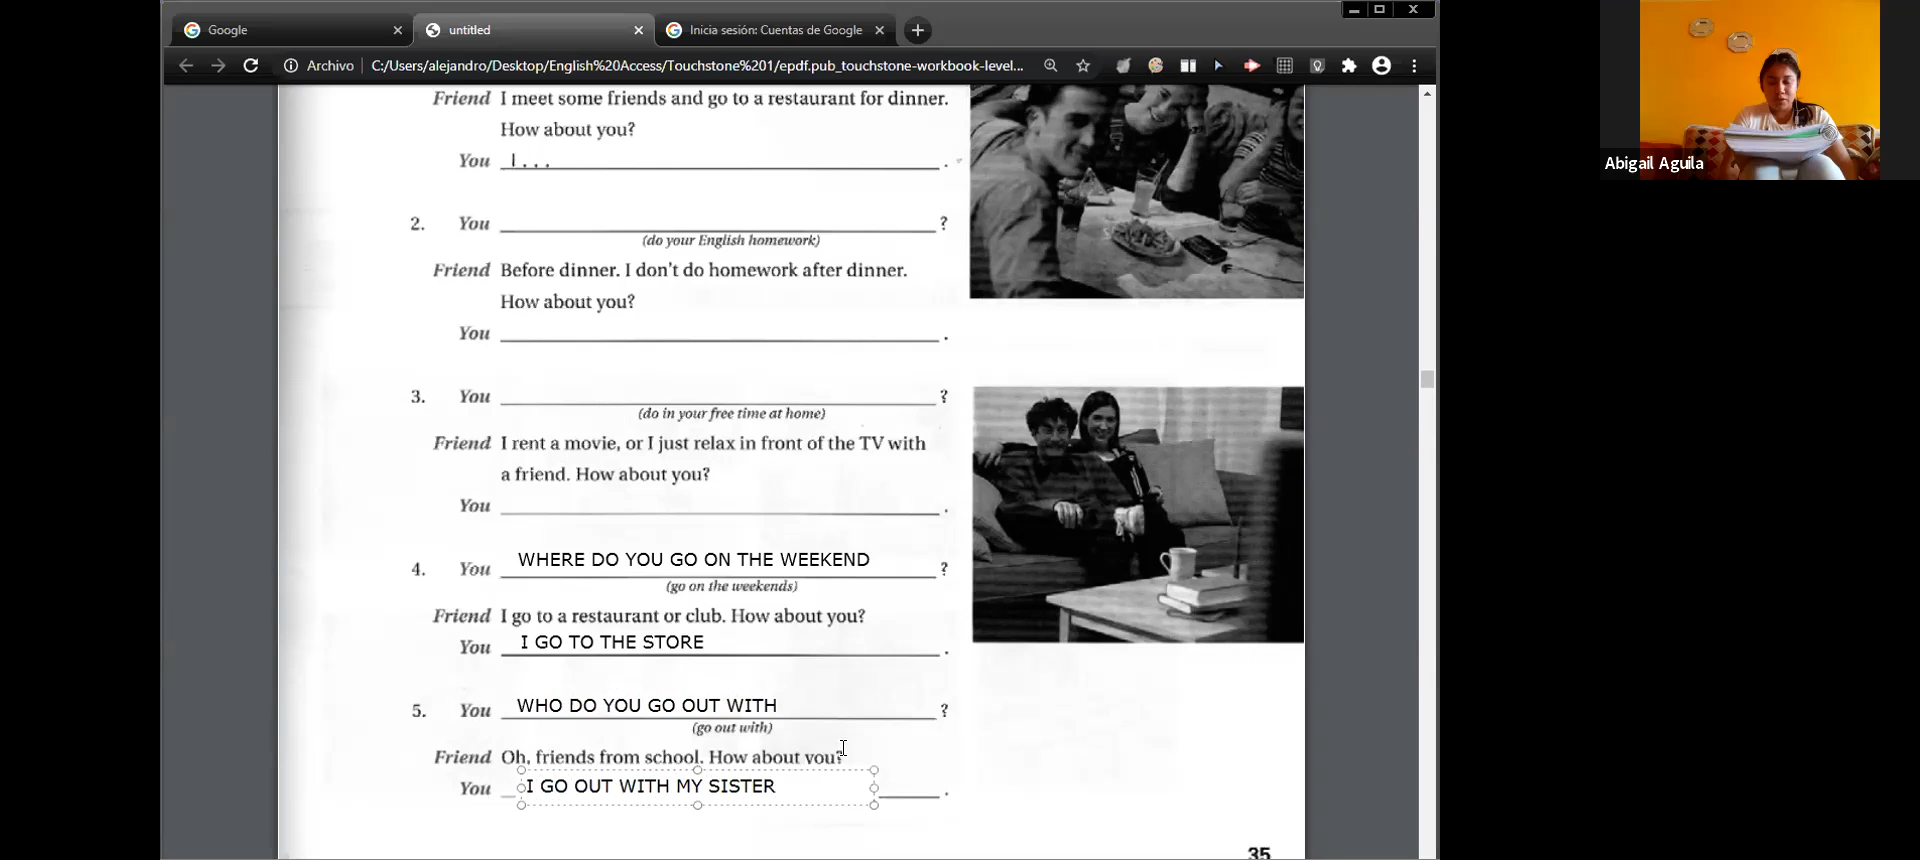 Google
untitled
Inicia sesión: Cuentas de Google
Archivo C:/Users/alejandro/Desktop/English%20Access/Touchstone%201/epdf.pub_touchstone-workbook-level...
Abigail Aguila
Friend I meet some friends and go to a restaurant for dinner.
How about you?
You I . . . .
2. You ?
(do your English homework)
Friend Before dinner. I don't do homework after dinner.
How about you?
You .
3. You ?
(do in your free time at home)
Friend I rent a movie, or I just relax in front of the TV with
a friend. How about you?
You .
4. You WHERE DO YOU GO ON THE WEEKEND ?
(go on the weekends)
Friend I go to a restaurant or club. How about you?
You I GO TO THE STORE .
5. You WHO DO YOU GO OUT WITH ?
(go out with)
Friend Oh, friends from school. How about you?
You I GO OUT WITH MY SISTER .
35